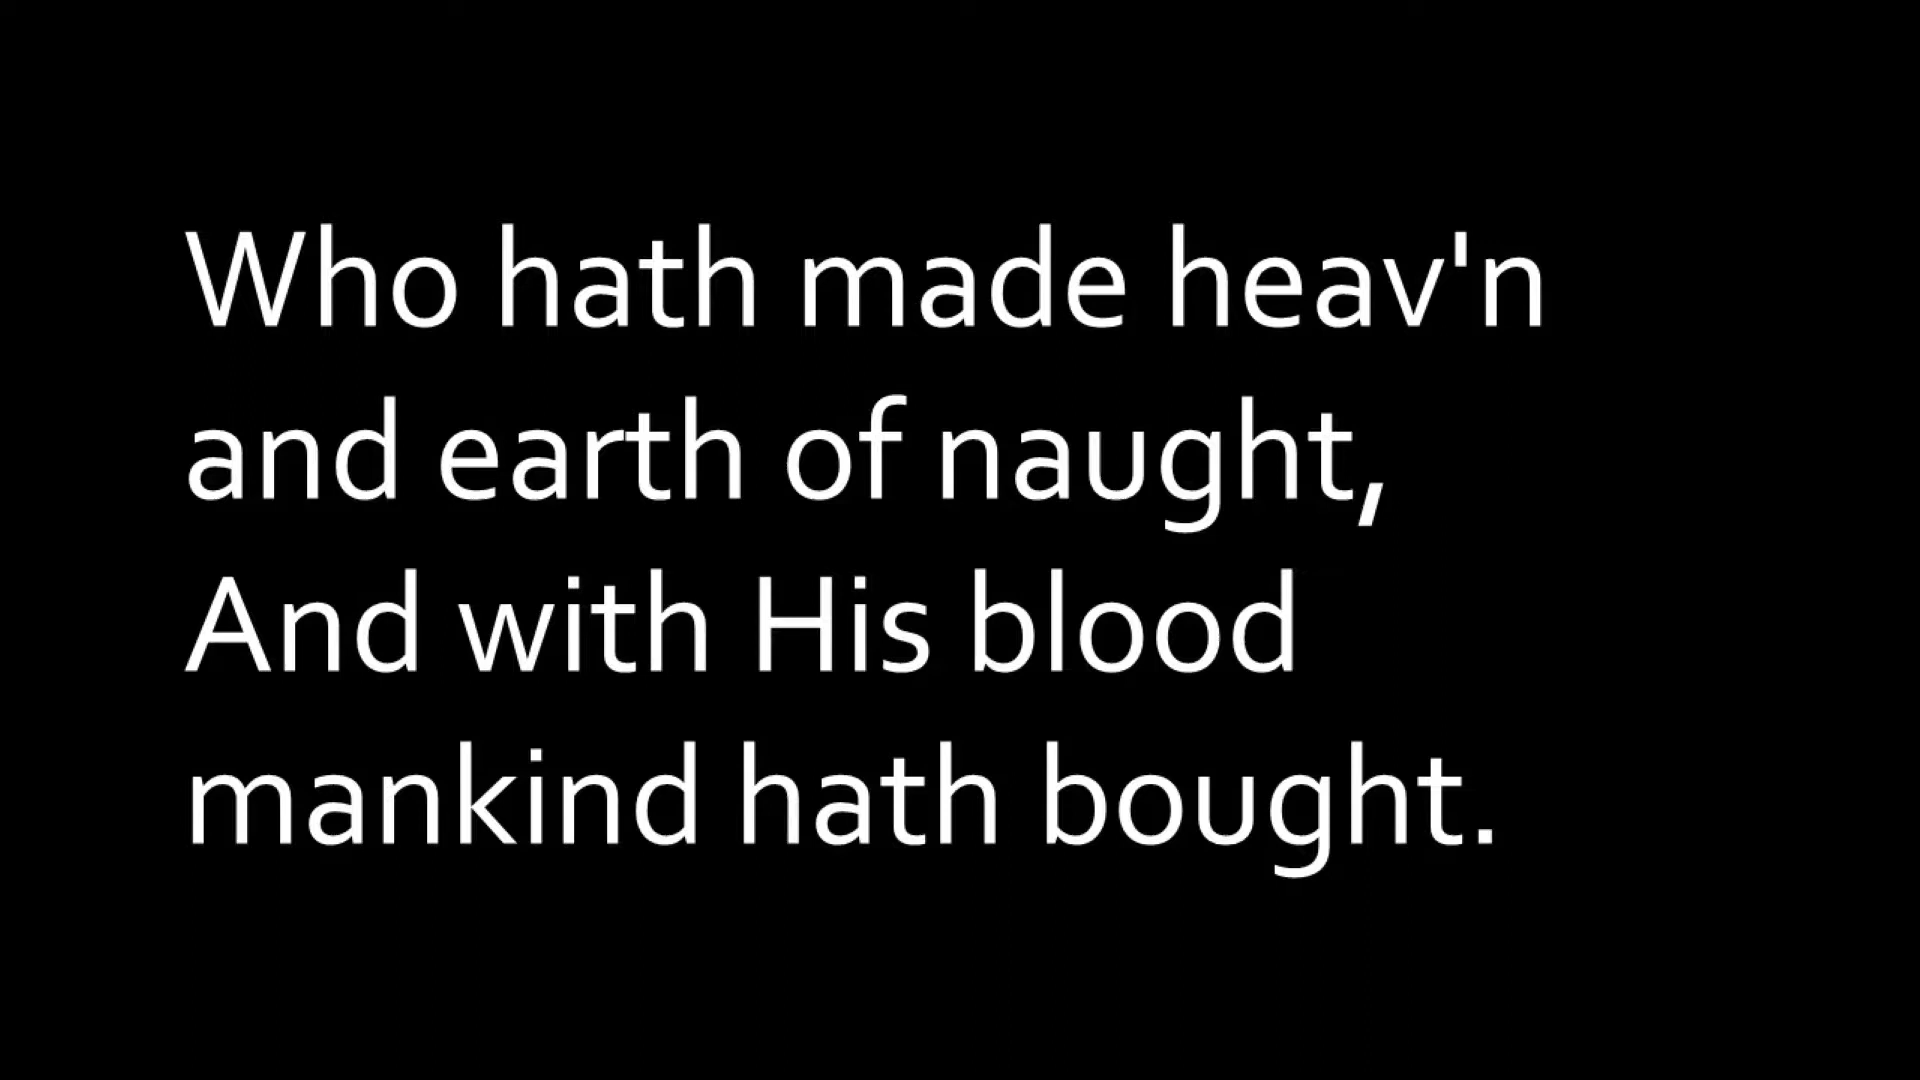 Who hath made heav'n
and earth of naught,
And with His blood
mankind hath bought.